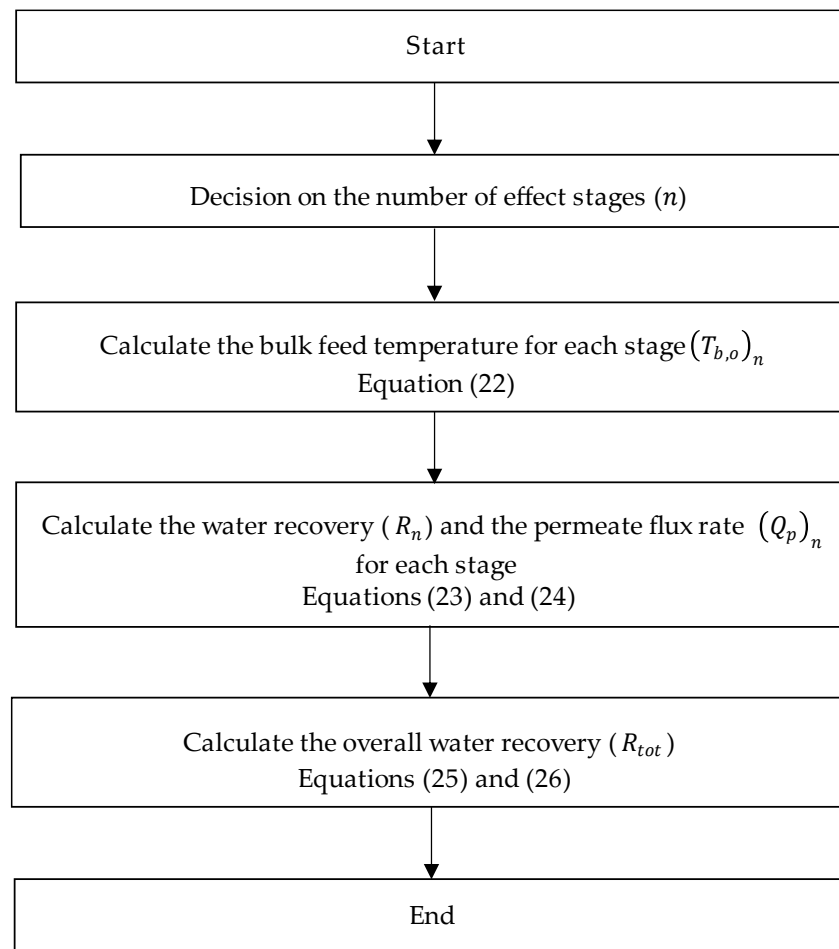 Start
Decision on the number of effect stages (n)
Calculate the bulk feed temperature for each stage (T_{b,o})_n
Equation (22)
Calculate the water recovery (R_n) and the permeate flux rate (Q_p)_n
for each stage
Equations (23) and (24)
Calculate the overall water recovery (R_{tot})
Equations (25) and (26)
End